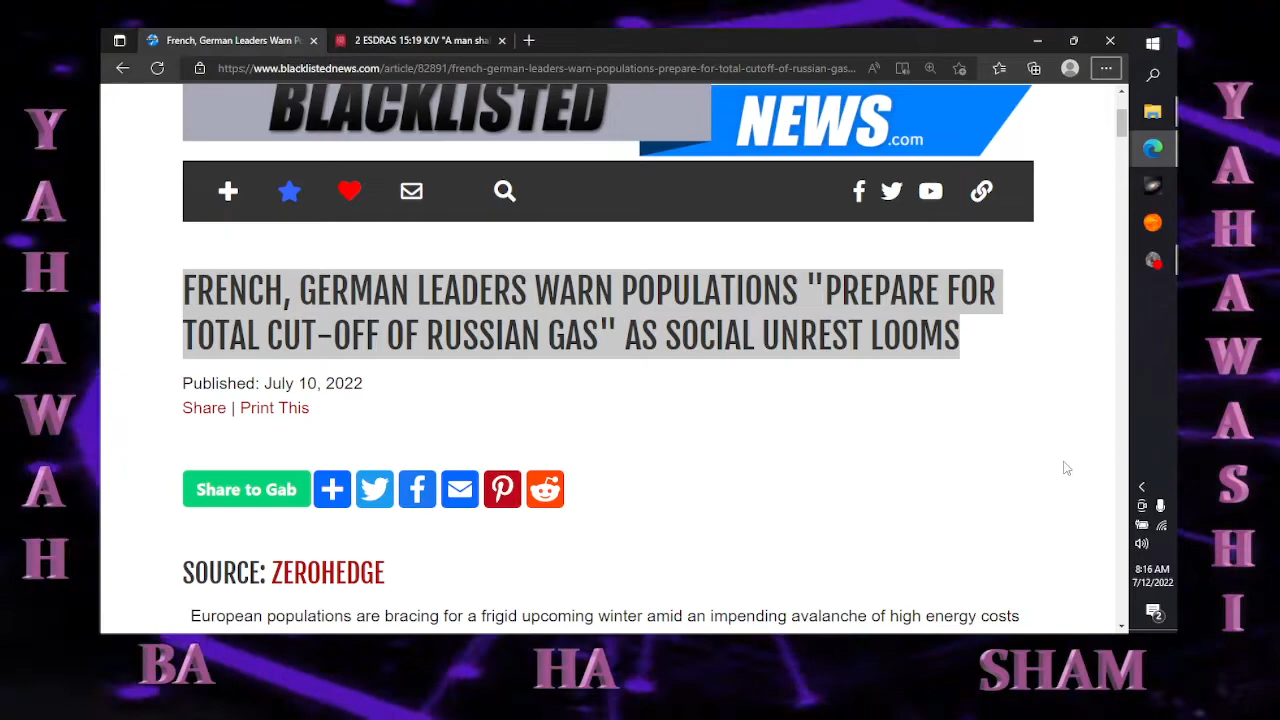 French, German Leaders Warn P
2 ESDRAS 15:19 KJV "A man sha
https://www.blacklistednews.com/article/82891/french-german-leaders-warn-populations-prepare-for-total-cutoff-of-russian-gas...
BLACKLISTED
NEWS.com
FRENCH, GERMAN LEADERS WARN POPULATIONS "PREPARE FOR
TOTAL CUT-OFF OF RUSSIAN GAS" AS SOCIAL UNREST LOOMS
Published: July 10, 2022
Share | Print This
Share to Gab
SOURCE: ZEROHEDGE
European populations are bracing for a frigid upcoming winter amid an impending avalanche of high energy costs
8:16 AM
7/12/2022
2
YAHAWAH
YAHAWASHI
BA HA SHAM